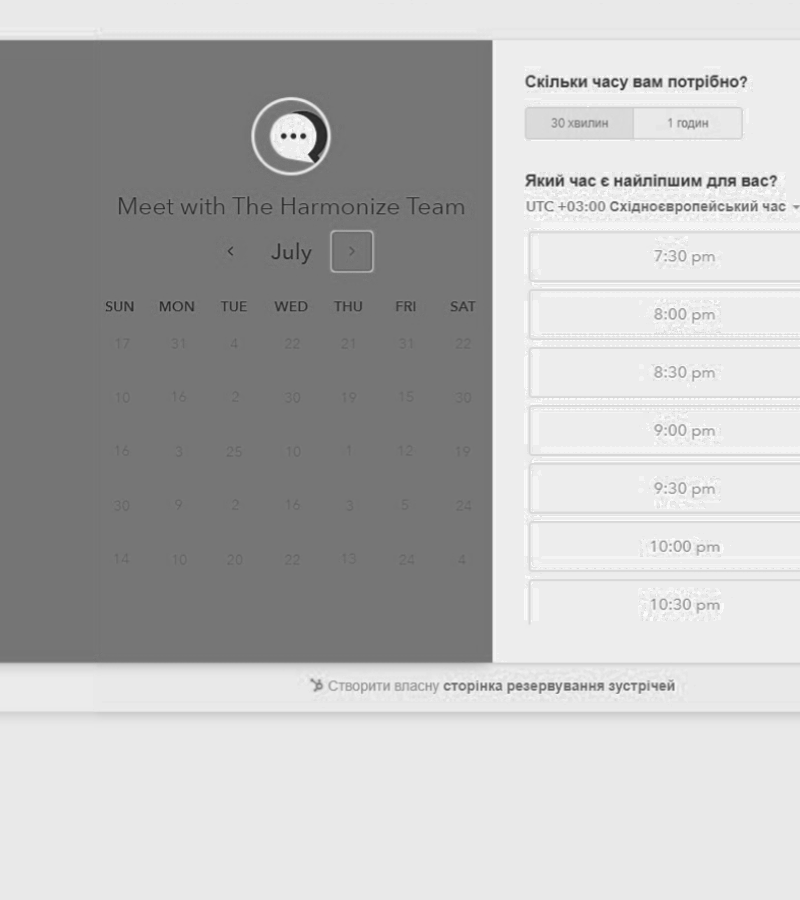 Meet with The Harmonize Team
July
SUN MON TUE WED THU FRI SAT
17 31 4 22 21 31 22
10 16 2 30 19 15 30
16 3 25 10 1 12 19
30 9 2 16 3 5 24
14 10 20 22 13 24 4
Скільки часу вам потрібно?
30 хвилин 1 годин
Який час є найліпшим для вас?
UTC +03:00 Східноєвропейський час
7:30 pm
8:00 pm
8:30 pm
9:00 pm
9:30 pm
10:00 pm
10:30 pm
Створити власну сторінка резервування зустрічей